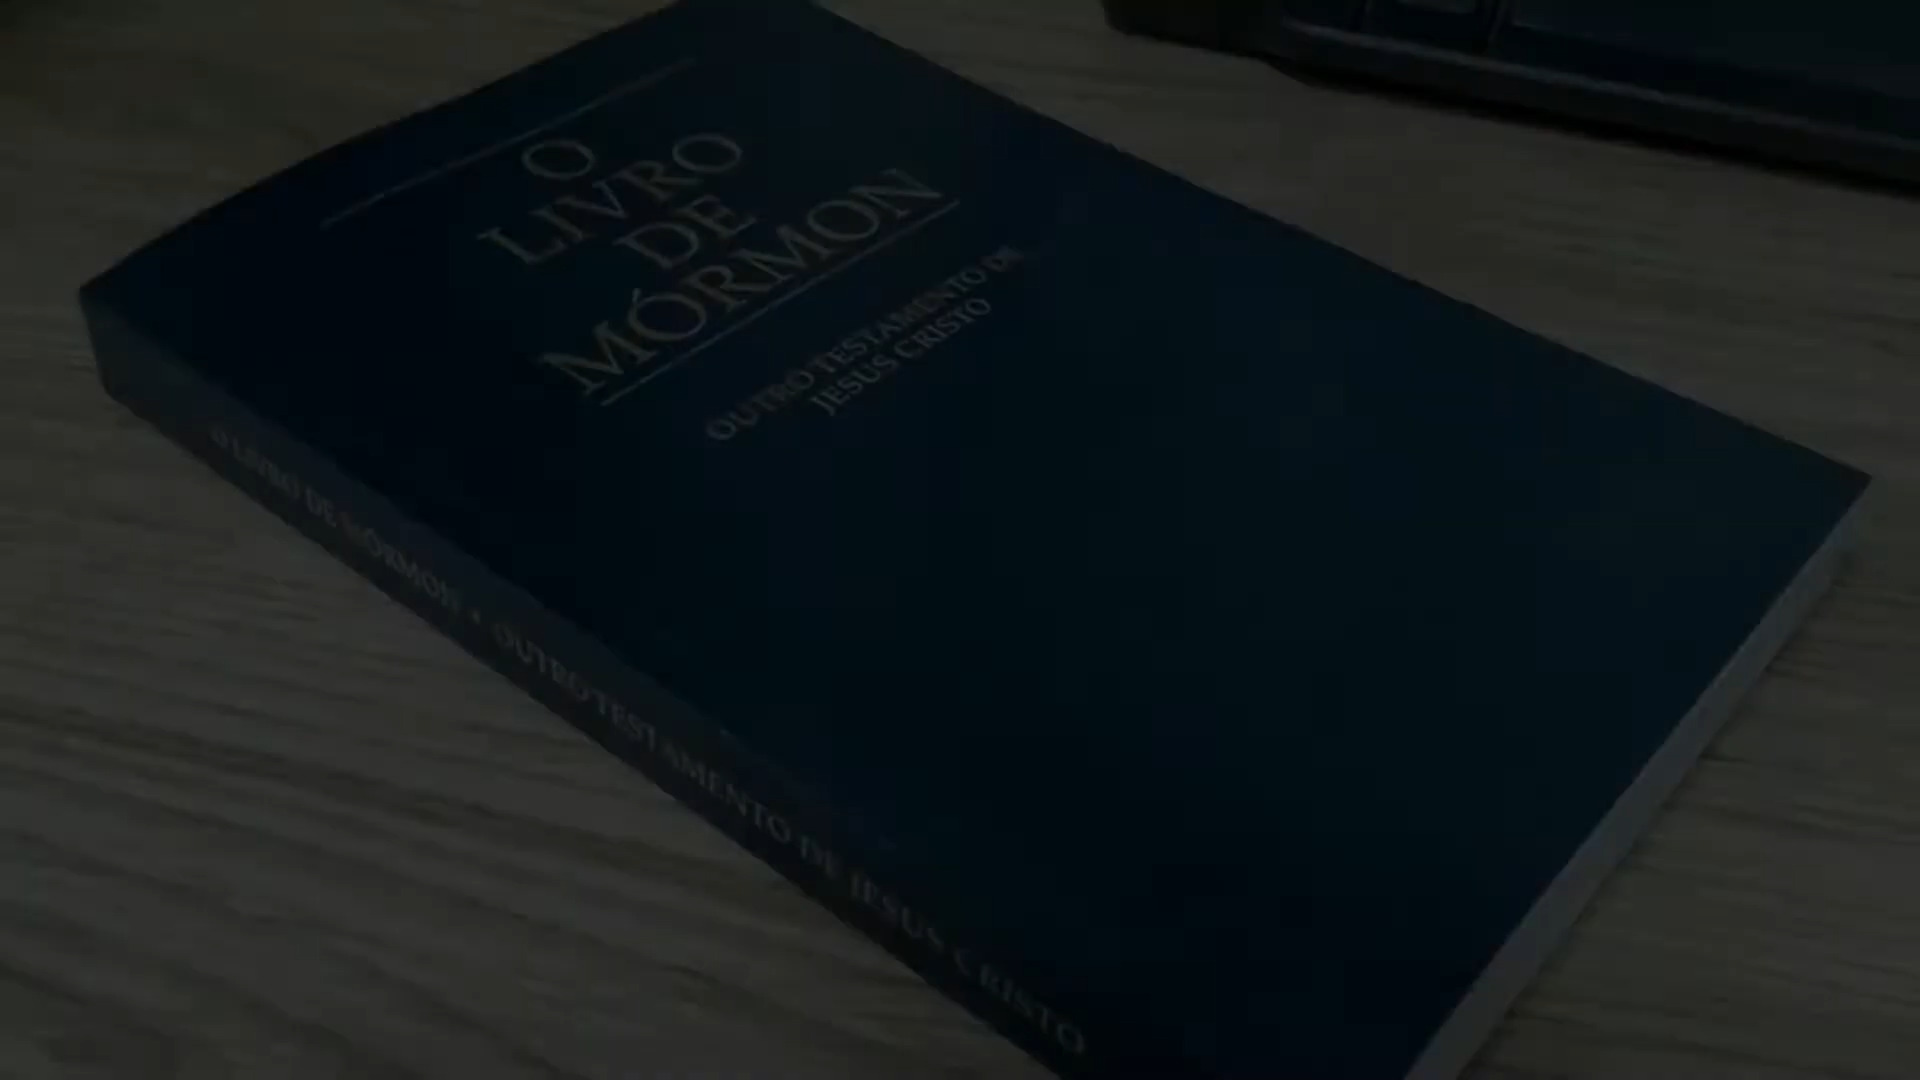 O
LIVRO
DE
MÓRMON
OUTRO TESTAMENTO DE
JESUS CRISTO
O LIVRO DE MÓRMON • OUTRO TESTAMENTO DE JESUS CRISTO